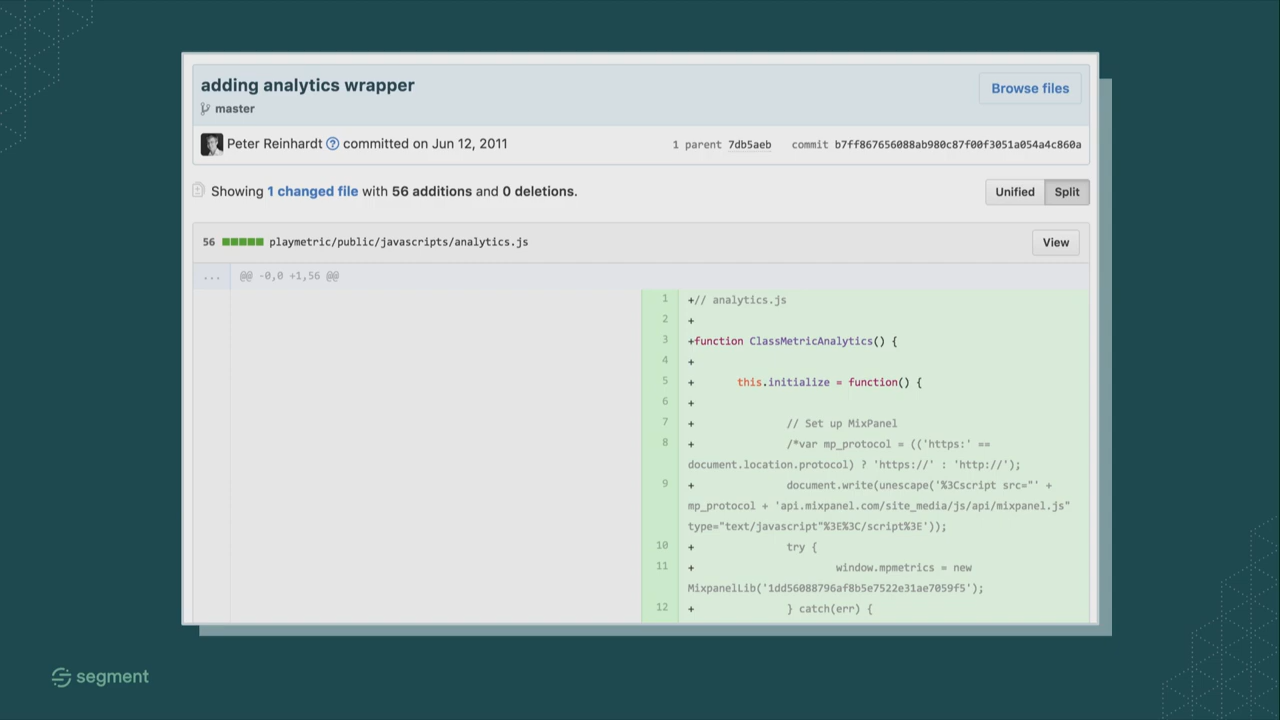 adding analytics wrapper
Browse files
master
Peter Reinhardt ? committed on Jun 12, 2011
1 parent 7db5aeb commit b7ff867656088ab980c87f00f3051a054a4c860a
Showing 1 changed file with 56 additions and 0 deletions.
Unified Split
56 playmetric/public/javascripts/analytics.js
View
... @@ -0,0 +1,56 @@
1 +// analytics.js
2 +
3 +function ClassMetricAnalytics() {
4 +
5 + this.initialize = function() {
6 +
7 + // Set up MixPanel
8 + /*var mp_protocol = (('https:' ==
document.location.protocol) ? 'https://' : 'http://');
9 + document.write(unescape('%3Cscript src="' +
mp_protocol + 'api.mixpanel.com/site_media/js/api/mixpanel.js"
type="text/javascript"%3E%3C/script%3E'));
10 + try {
11 + window.mpmetrics = new
MixpanelLib('1dd56088796af8b5e7522e31ae7059f5');
12 + } catch(err) {
segment